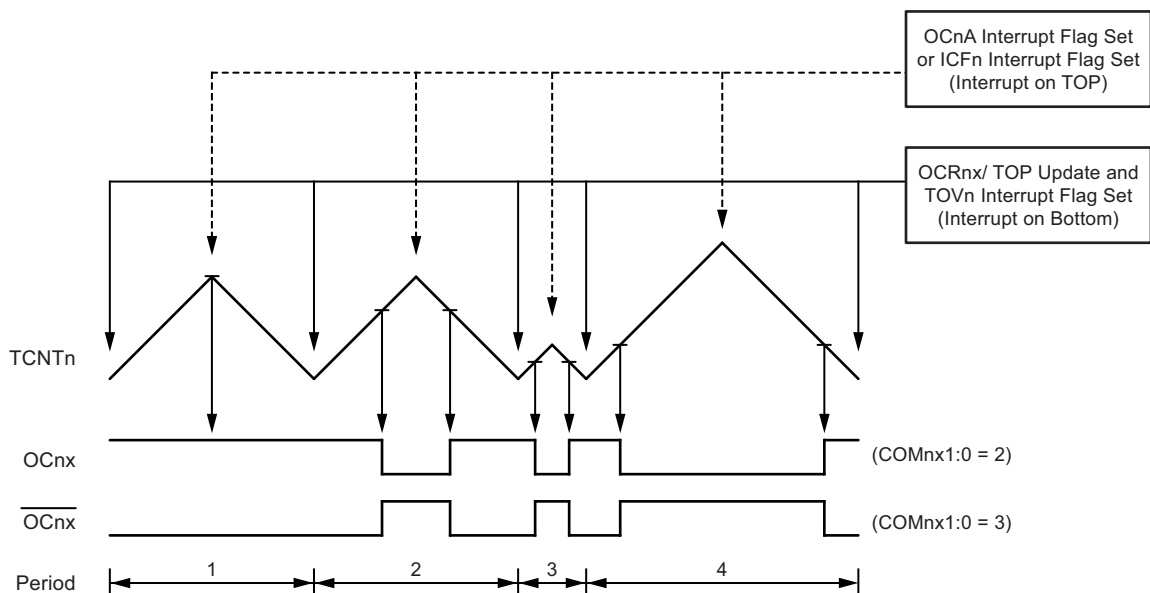 OCnA Interrupt Flag Set
or ICFn Interrupt Flag Set
(Interrupt on TOP)
OCRnx/ TOP Update and
TOVn Interrupt Flag Set
(Interrupt on Bottom)
TCNTn
OCnx
(COMnx1:0 = 2)
OCnx
(COMnx1:0 = 3)
Period
1
2
3
4